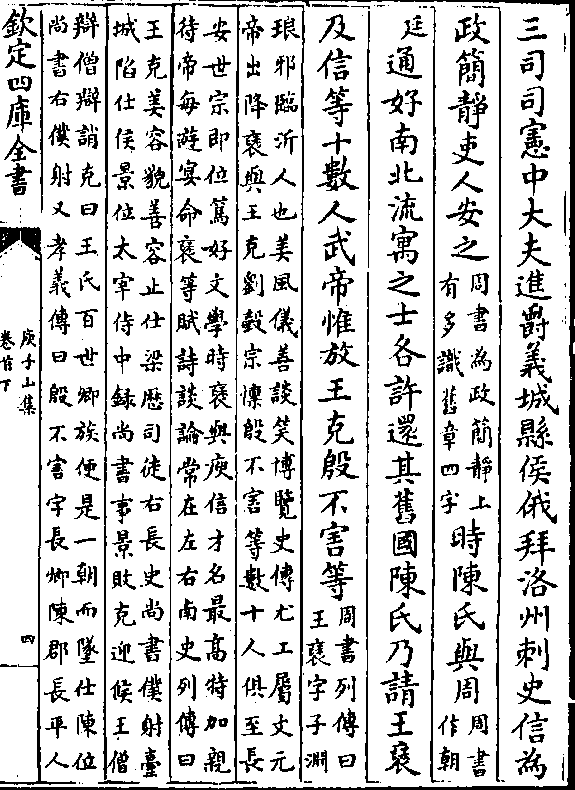 三司司憲中大夫進爵義城縣侯俄拜洛州刺史信為
政簡靜吏人安之
周書為政簡靜上
有多識舊章四字
時陳氏與周
周書
作朝
廷
通好南北流寓之士各許還其舊國陳氏乃請王褒
及信等十數人武帝惟放王克殷不害等
周書列傳曰
王褒字子淵
琅邪臨沂人也美風儀善談笑博覽史傳尤工屬文元
帝出降褒與王克劉瑴宗懍殷不害等數十人俱至長
安世宗即位篤好文學時褒與庾信才名最高特加親
待帝每遊宴命褒等賦詩談論常在左右南史列傳曰
王克美容貌善容止仕梁歷司徒右長史尚書僕射臺
城陷仕侯景位太宰侍中録尚書事景敗克迎候王僧
辯僧辯誚克曰王氏百世卿族便是一朝而墜仕陳位
尚書右僕射又孝義傳曰殷不害字長卿陳郡長平人
欽定四庫全書
庾子山集
卷首下
四